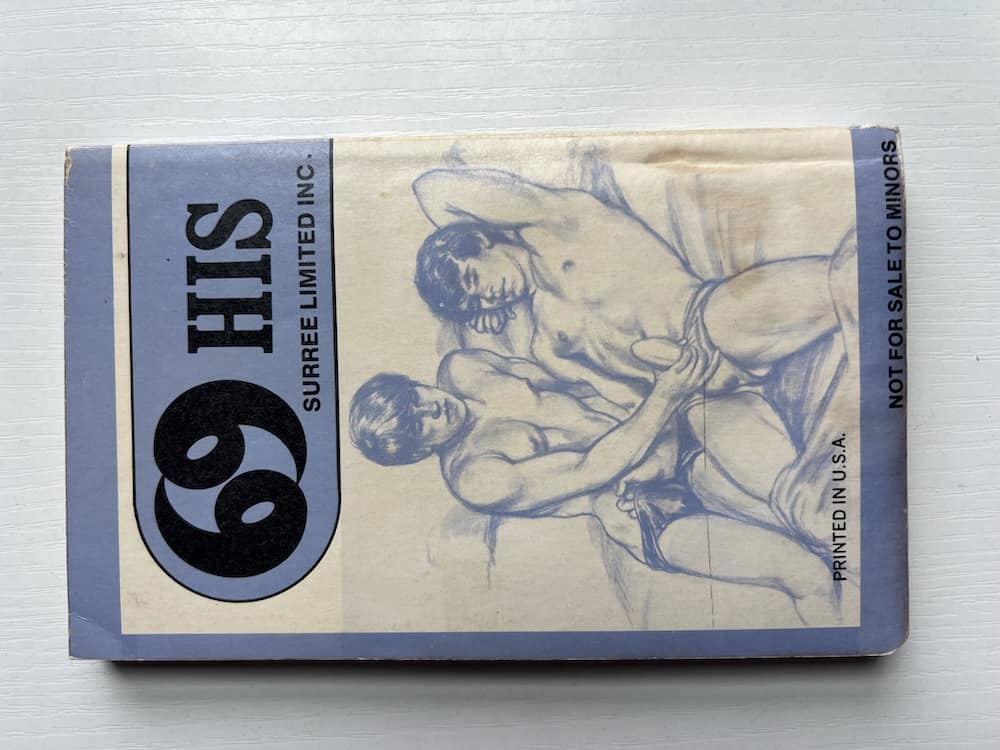 69 HIS
SURREE LIMITED INC.
PRINTED IN U.S.A.
NOT FOR SALE TO MINORS